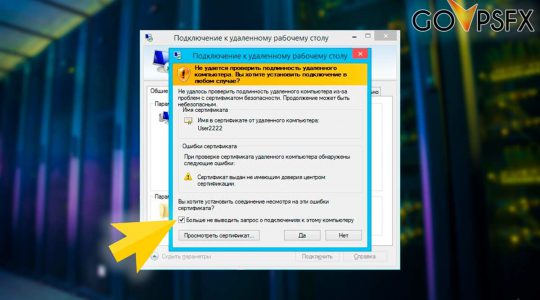 GOVPSFX
Подключение к удаленному рабочему столу
Подключение к удаленному рабочему столу
Не удается проверить подлинность удаленного
компьютера. Вы хотите установить подключение в
любом случае?
Не удалось проверить подлинность удаленного компьютера из-за
проблем с сертификатом безопасности. Продолжение может быть
небезопасным.
Имя сертификата
Имя в сертификате от удаленного компьютера:
User2222
Ошибки сертификата
При проверке сертификата удаленного компьютера обнаружены
следующие ошибки:
Сертификат выдан не имеющим доверия центром
сертификации.
Вы хотите установить соединение несмотря на эти ошибки
сертификата?
Больше не выводить запрос о подключениях к этому компьютеру
Просмотреть сертификат...
Да
Нет
Скрыть параметры
Подключить
Справка